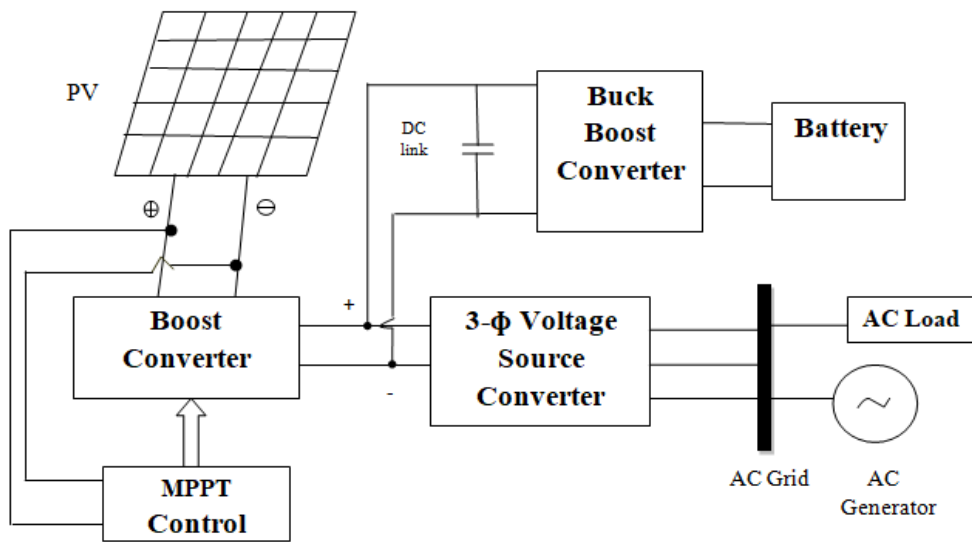 PV
⊕
⊖
DC
link
Buck
Boost
Converter
Battery
+
-
Boost
Converter
3-ϕ Voltage
Source
Converter
AC Load
MPPT
Control
AC Grid
AC
Generator